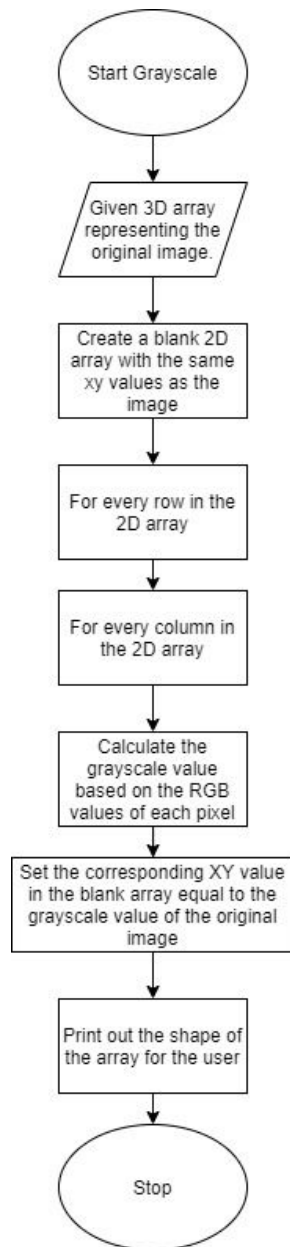 Start Grayscale
Given 3D array
representing the
original image.
Create a blank 2D
array with the same
xy values as the
image
For every row in the
2D array
For every column in
the 2D array
Calculate the
grayscale value
based on the RGB
values of each pixel
Set the corresponding XY value
in the blank array equal to the
grayscale value of the original
image
Print out the shape of
the array for the user
Stop